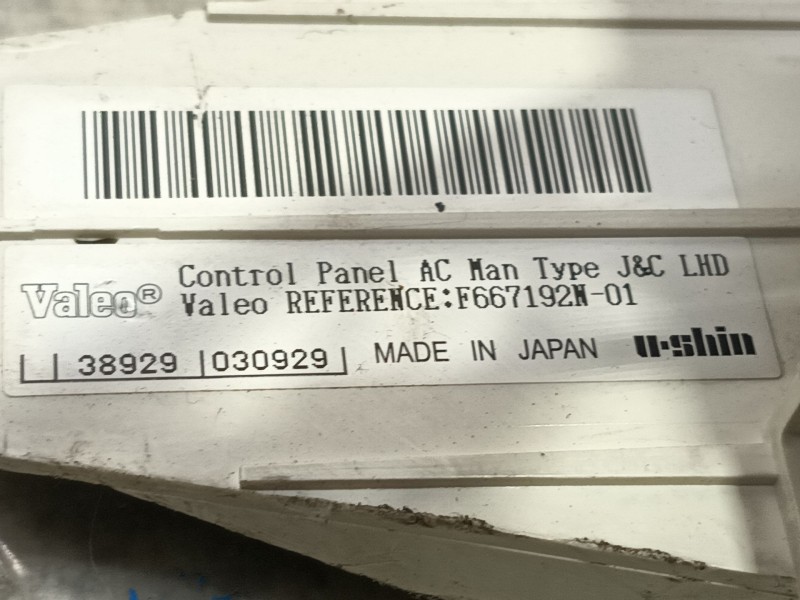 Valeo® Control Panel AC Man Type J&C LHD
Valeo REFERENCE:F667192N-01
38929 030929 MADE IN JAPAN u·shin